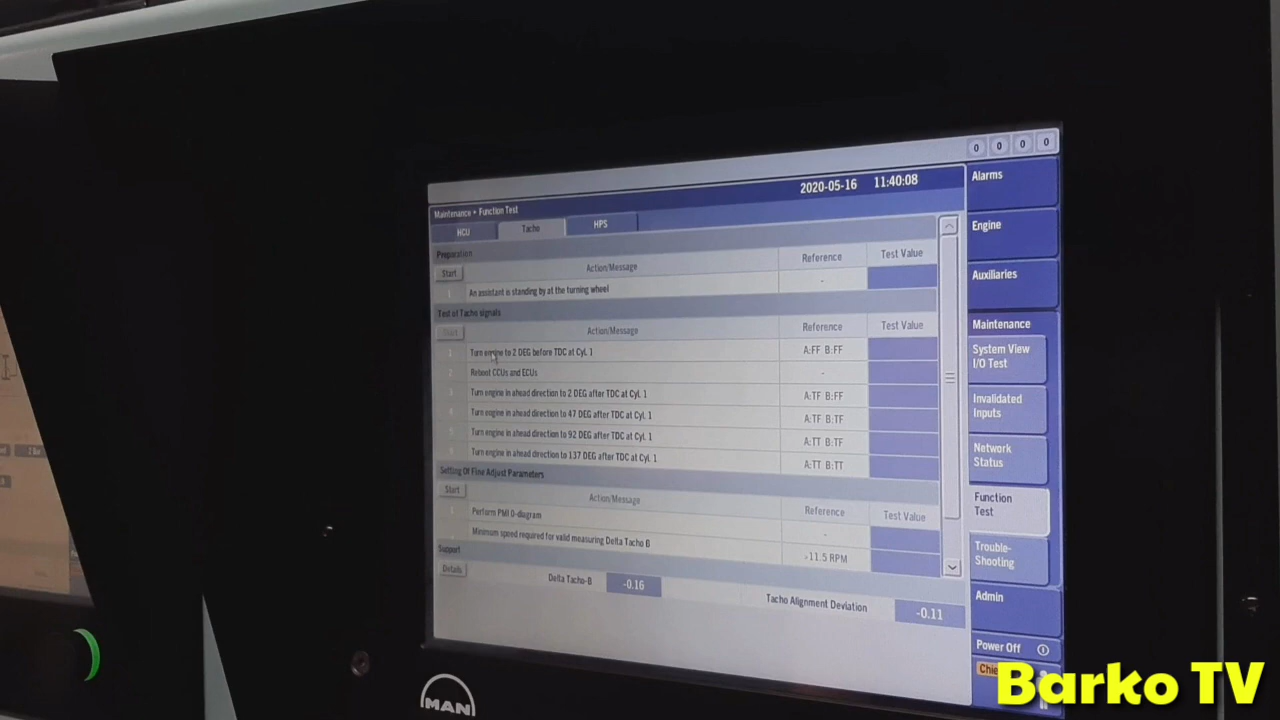 0 0 0 0
2020-05-16 11:40:08
Maintenance > Function Test
HCU Tacho HPS
Preparation
Start Action/Message Reference Test Value
1 An assistant is standing by at the turning wheel -
Test of Tacho signals
Start Action/Message Reference Test Value
1 Turn engine to 2 DEG before TDC at Cyl. 1 A:FF B:FF
2 Reboot CCUs and ECUs -
3 Turn engine in ahead direction to 2 DEG after TDC at Cyl. 1 A:TF B:FF
4 Turn engine in ahead direction to 47 DEG after TDC at Cyl. 1 A:TF B:TF
5 Turn engine in ahead direction to 92 DEG after TDC at Cyl. 1 A:TT B:TF
6 Turn engine in ahead direction to 137 DEG after TDC at Cyl. 1 A:TT B:TT
Setting Of Fine Adjust Parameters
Start Action/Message Reference Test Value
1 Perform PMI 0-diagram -
Minimum speed required for valid measuring Delta Tacho B >11.5 RPM
Support
Details Delta Tacho-B -0.16 Tacho Alignment Deviation -0.11
Alarms
Engine
Auxiliaries
Maintenance
System View
I/O Test
Invalidated
Inputs
Network
Status
Function
Test
Trouble-
Shooting
Admin
Power Off
MAN
Barko TV